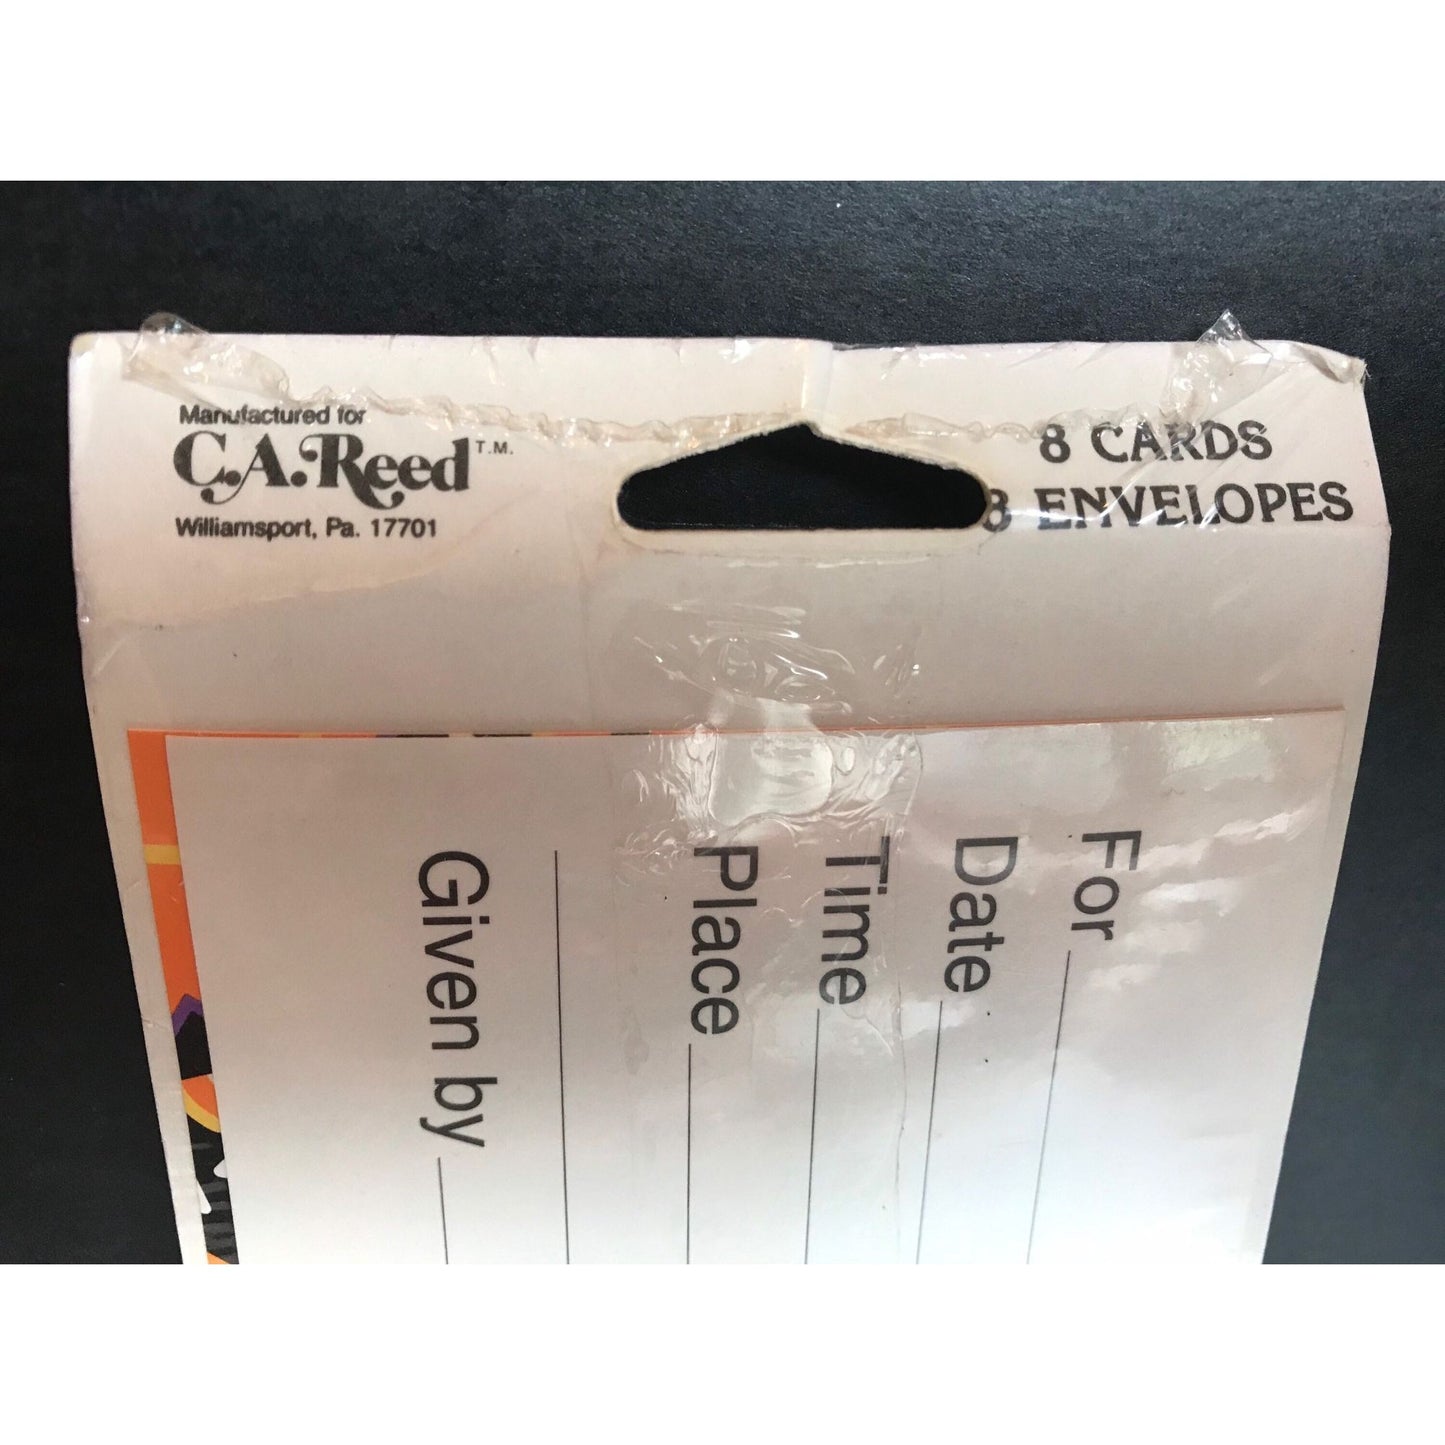 Manufactured for
C.A. Reed T.M.
Williamsport, Pa. 17701
8 CARDS
8 ENVELOPES
For
Date
Time
Place
Given by